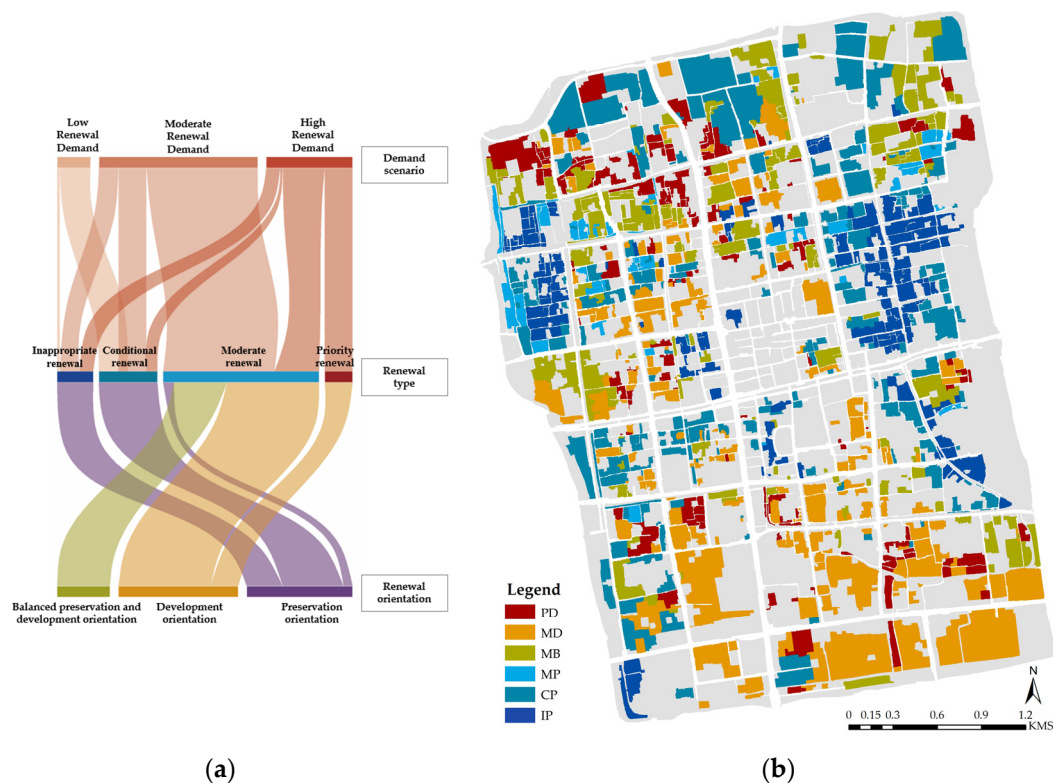 Low
Renewal
Demand
Moderate
Renewal
Demand
High
Renewal
Demand
Demand
scenario
Inappropriate
renewal
Conditional
renewal
Moderate
renewal
Priority
renewal
Renewal
type
Balanced preservation and
development orientation
Development
orientation
Preservation
orientation
Renewal
orientation
(a)
Legend
PD
MD
MB
MP
CP
IP
N
0 0.15 0.3 0.6 0.9 1.2
KMS
(b)